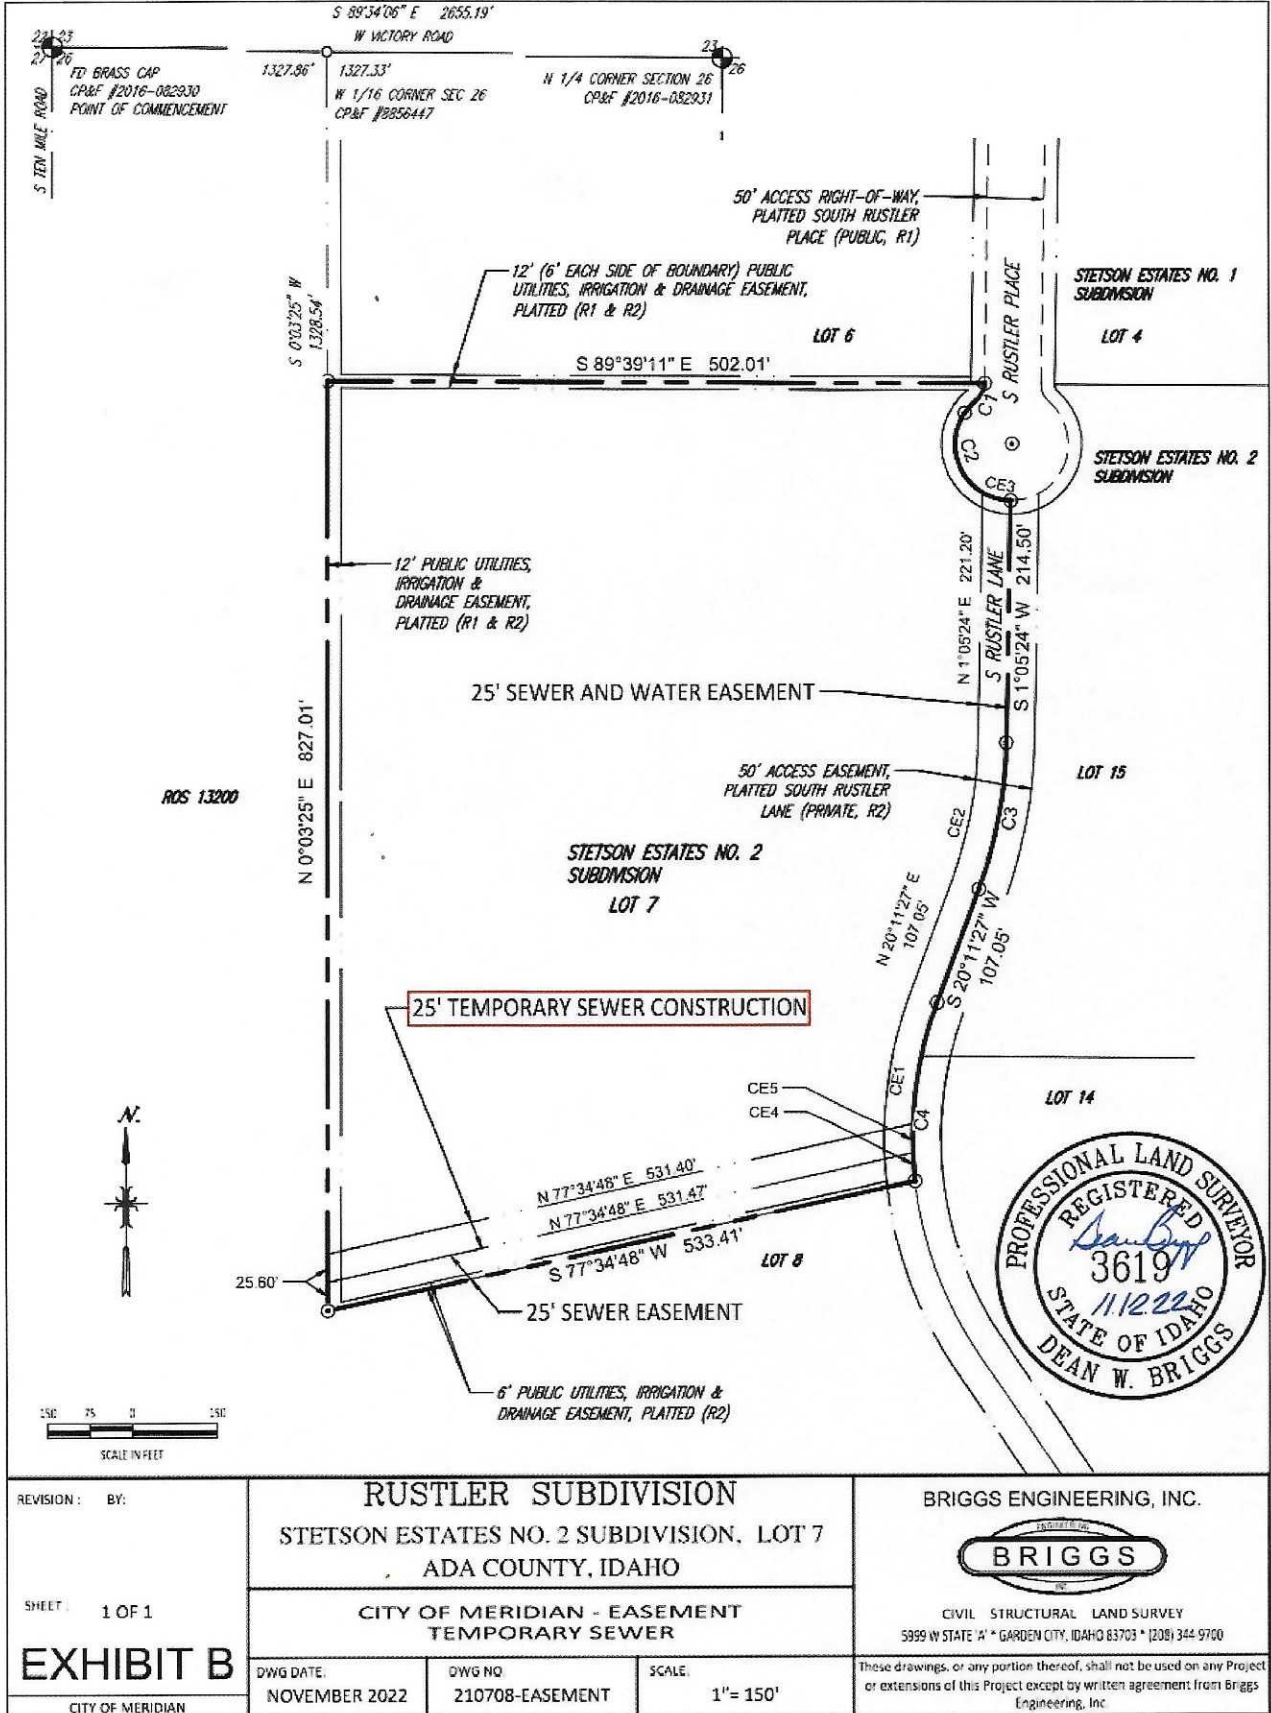 S 89°34'06" E 2655.19'
W VICTORY ROAD
23
27 26
FD BRASS CAP
CP&F #2016-082930
POINT OF COMMENCEMENT
S TEN MILE ROAD
1327.86'
1327.33'
W 1/16 CORNER SEC 26
CP&F #8856447
23
26
N 1/4 CORNER SECTION 26
CP&F #2016-082931
1
50' ACCESS RIGHT-OF-WAY,
PLATTED SOUTH RUSTLER
PLACE (PUBLIC, R1)
S RUSTLER PLACE
12' (6' EACH SIDE OF BOUNDARY) PUBLIC
UTILITIES, IRRIGATION & DRAINAGE EASEMENT,
PLATTED (R1 & R2)
S 0°03'25" W
1328.54'
STETSON ESTATES NO. 1
SUBDIVISION
LOT 6
LOT 4
S 89°39'11" E 502.01'
C1
C2
CE3
STETSON ESTATES NO. 2
SUBDIVISION
12' PUBLIC UTILITIES,
IRRIGATION &
DRAINAGE EASEMENT,
PLATTED (R1 & R2)
N 1°05'24" E 221.20'
S RUSTLER LANE
S 1°05'24" W 214.50'
25' SEWER AND WATER EASEMENT
N 0°03'25" E 827.01'
ROS 13200
50' ACCESS EASEMENT,
PLATTED SOUTH RUSTLER
LANE (PRIVATE, R2)
LOT 15
CE2
C3
STETSON ESTATES NO. 2
SUBDIVISION
LOT 7
N 20°11'27" E
107.05'
S 20°11'27" W
107.05'
25' TEMPORARY SEWER CONSTRUCTION
CE5
CE4
CE1
C4
LOT 14
N.
N 77°34'48" E 531.40'
N 77°34'48" E 531.47'
S 77°34'48" W 533.41'
LOT 8
25.60'
25' SEWER EASEMENT
6' PUBLIC UTILITIES, IRRIGATION &
DRAINAGE EASEMENT, PLATTED (R2)
PROFESSIONAL LAND SURVEYOR
REGISTERED
Dean Briggs
3619
11.12.22
STATE OF IDAHO
DEAN W. BRIGGS
150 75 0 150
SCALE IN FEET
REVISION : BY:
SHEET : 1 OF 1
EXHIBIT B
CITY OF MERIDIAN
RUSTLER SUBDIVISION
STETSON ESTATES NO. 2 SUBDIVISION, LOT 7
ADA COUNTY, IDAHO
CITY OF MERIDIAN - EASEMENT
TEMPORARY SEWER
DWG DATE:
NOVEMBER 2022
DWG NO
210708-EASEMENT
SCALE:
1"= 150'
BRIGGS ENGINEERING, INC.
ENGINEERING
BRIGGS
INC
CIVIL STRUCTURAL LAND SURVEY
5999 W STATE 'A' * GARDEN CITY, IDAHO 83703 * (208) 344-9700
These drawings, or any portion thereof, shall not be used on any Project
or extensions of this Project except by written agreement from Briggs
Engineering, Inc.